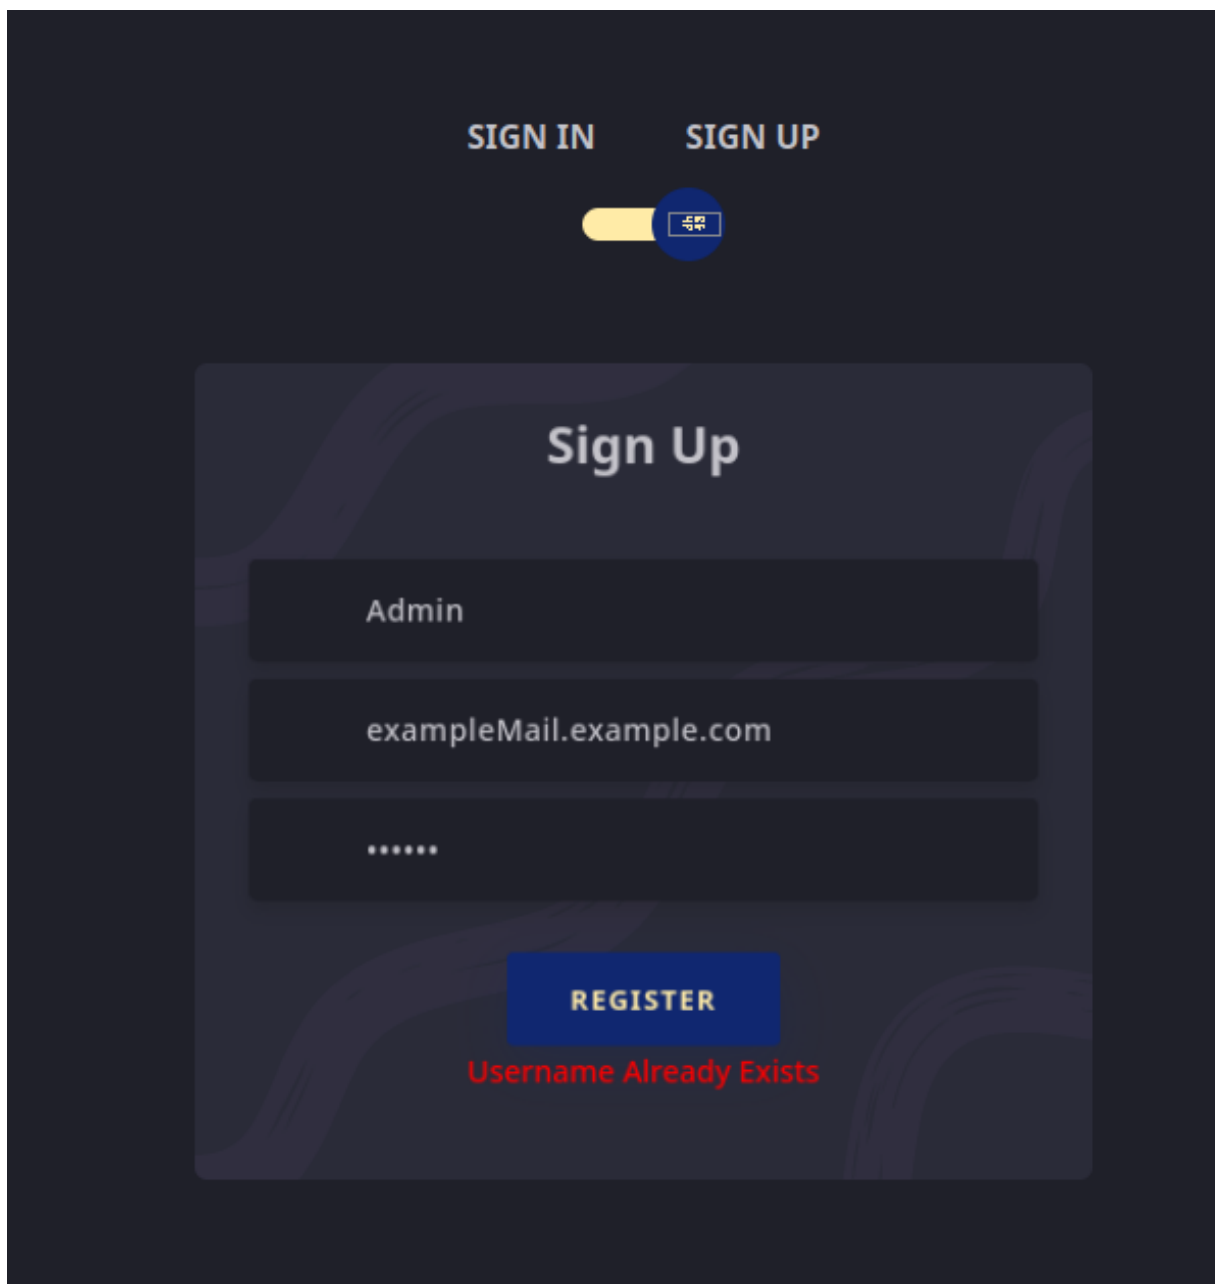 SIGN IN SIGN UP
Sign Up
Admin
exampleMail.example.com
••••••
REGISTER
Username Already Exists